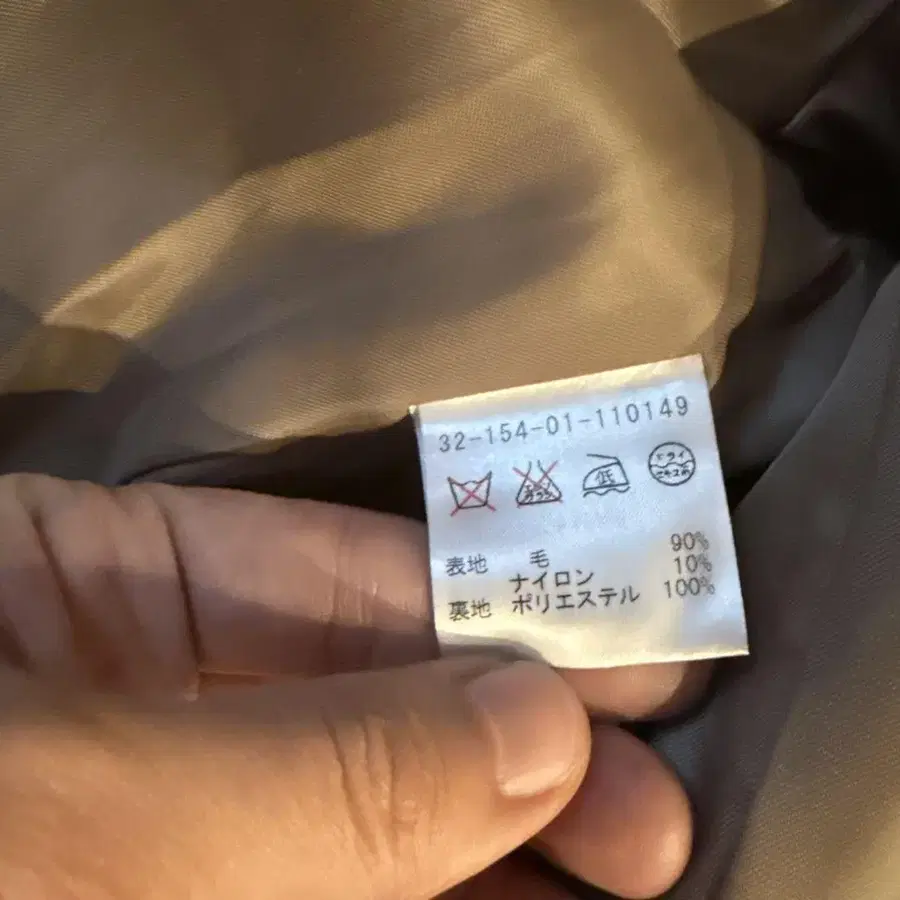 32-154-01-110149
低 ドライ
表地 毛 90%
ナイロン 10%
裏地 ポリエステル 100%